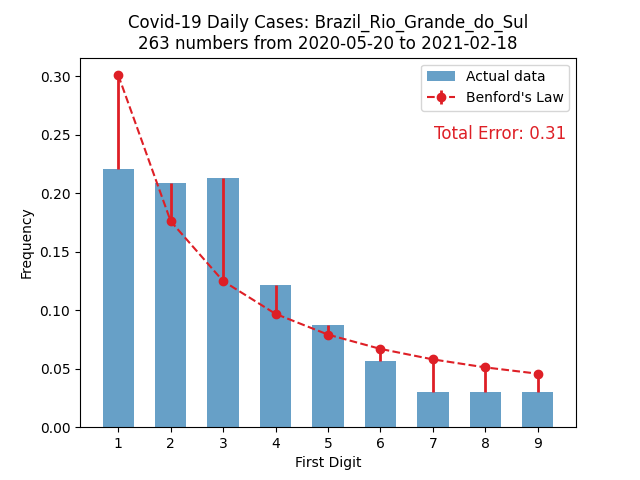 Covid-19 Daily Cases: Brazil_Rio_Grande_do_Sul
263 numbers from 2020-05-20 to 2021-02-18
Actual data
Benford's Law
Total Error: 0.31
Frequency
0.30
0.25
0.20
0.15
0.10
0.05
0.00
1 2 3 4 5 6 7 8 9
First Digit